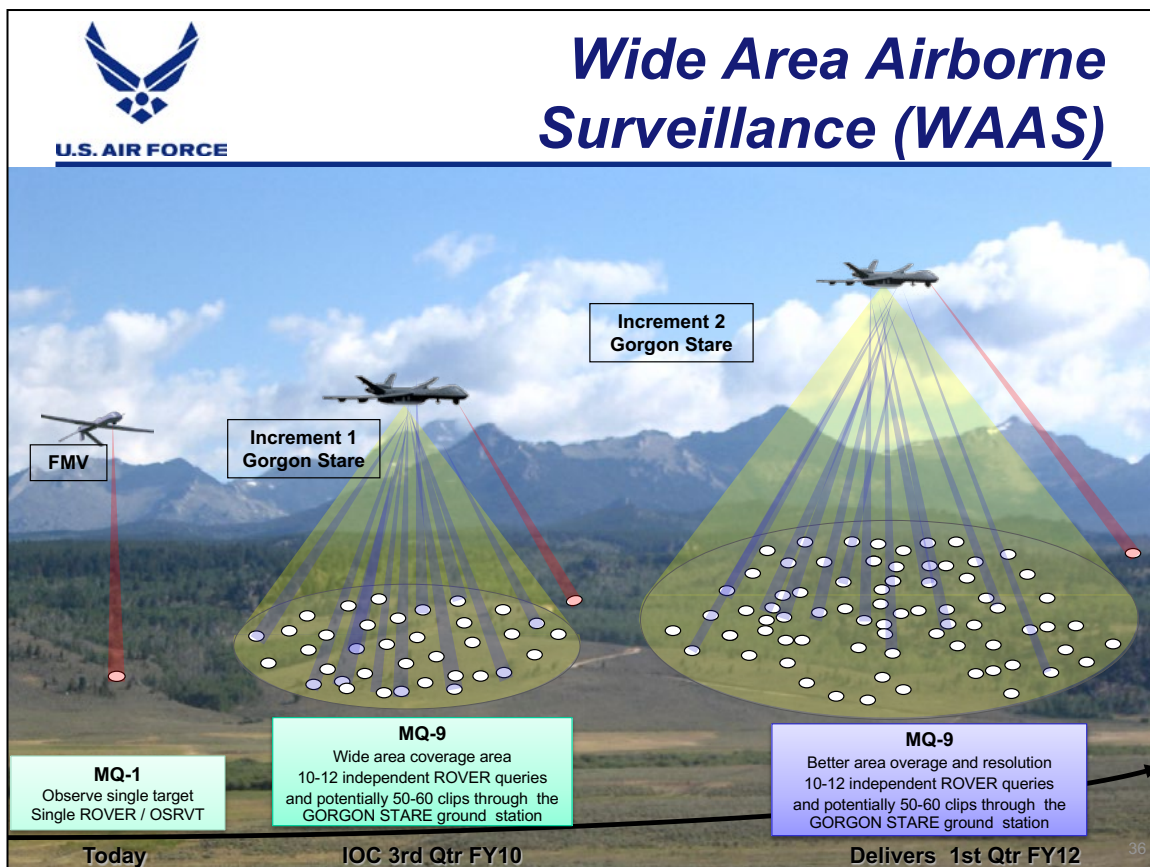 Wide Area Airborne
Surveillance (WAAS)
U.S. AIR FORCE
FMV
Increment 1
Gorgon Stare
Increment 2
Gorgon Stare
MQ-1
Observe single target
Single ROVER / OSRVT
MQ-9
Wide area coverage area
10-12 independent ROVER queries
and potentially 50-60 clips through the
GORGON STARE ground station
MQ-9
Better area overage and resolution
10-12 independent ROVER queries
and potentially 50-60 clips through the
GORGON STARE ground station
Today
IOC 3rd Qtr FY10
Delivers 1st Qtr FY12
36